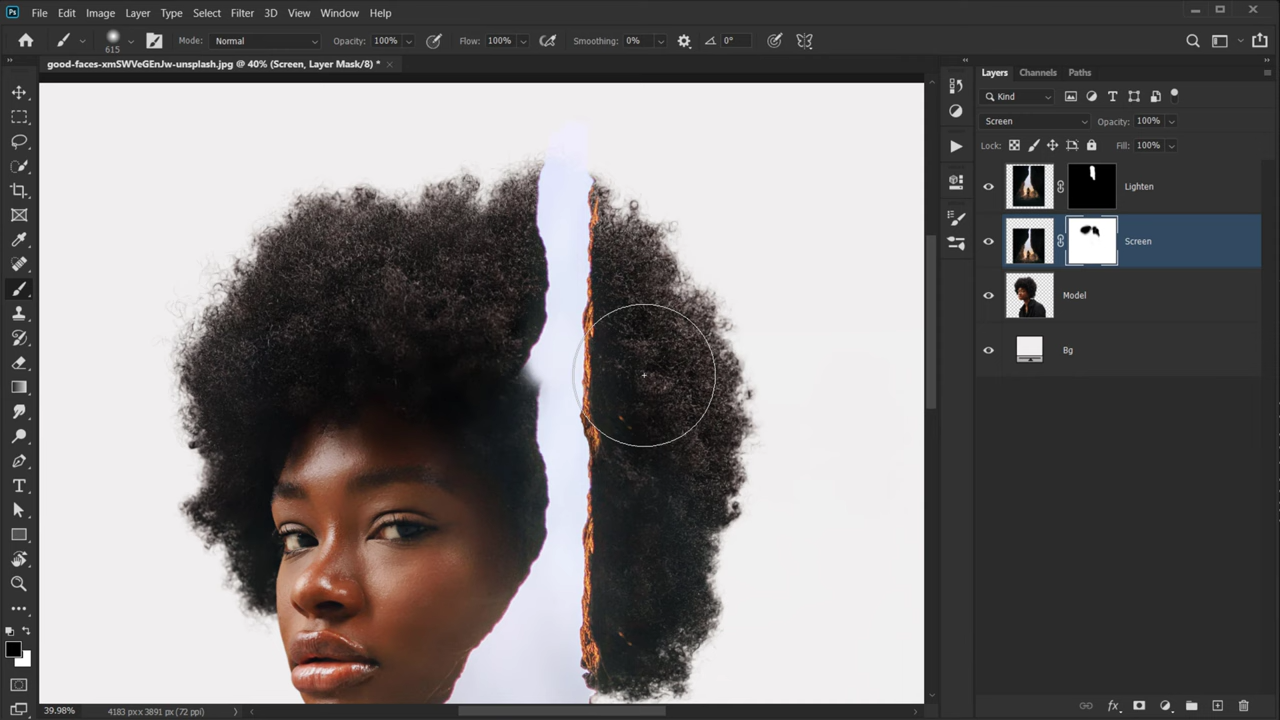 Ps File Edit Image Layer Type Select Filter 3D View Window Help
615 Mode: Normal Opacity: 100% Flow: 100% Smoothing: 0% 0°
good-faces-xmSWVeGEnJw-unsplash.jpg @ 40% (Screen, Layer Mask/8) *
Layers Channels Paths
Kind
Screen Opacity: 100%
Lock: Fill: 100%
Lighten
Screen
Model
Bg
39.98% 4183 px x 3891 px (72 ppi)